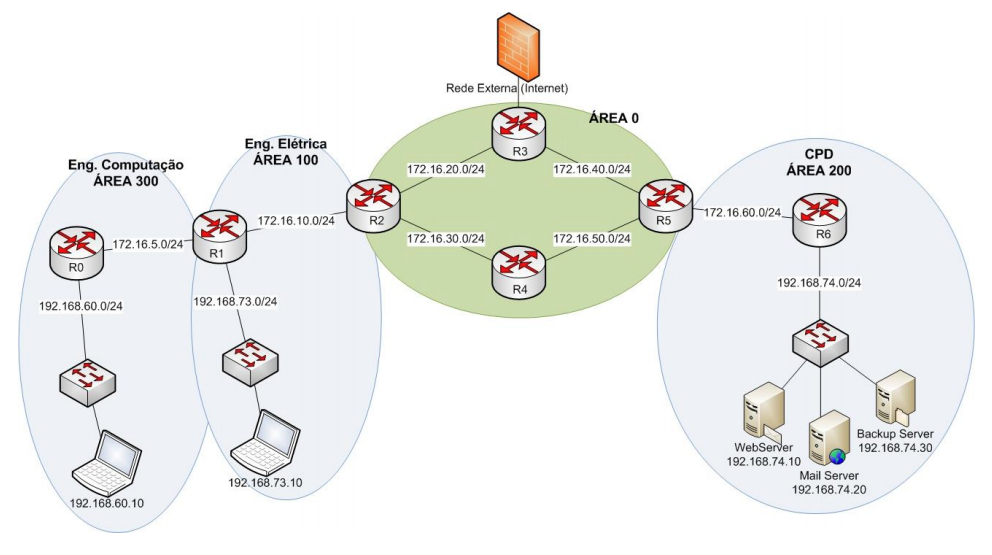 Rede Externa (Internet)
ÁREA 0
R3
172.16.20.0/24
172.16.40.0/24
Eng. Computação
ÁREA 300
Eng. Elétrica
ÁREA 100
CPD
ÁREA 200
R2
R5
172.16.10.0/24
172.16.60.0/24
172.16.5.0/24
R0
R1
R6
172.16.30.0/24
172.16.50.0/24
R4
192.168.60.0/24
192.168.73.0/24
192.168.74.0/24
WebServer
192.168.74.10
Mail Server
192.168.74.20
Backup Server
192.168.74.30
192.168.60.10
192.168.73.10